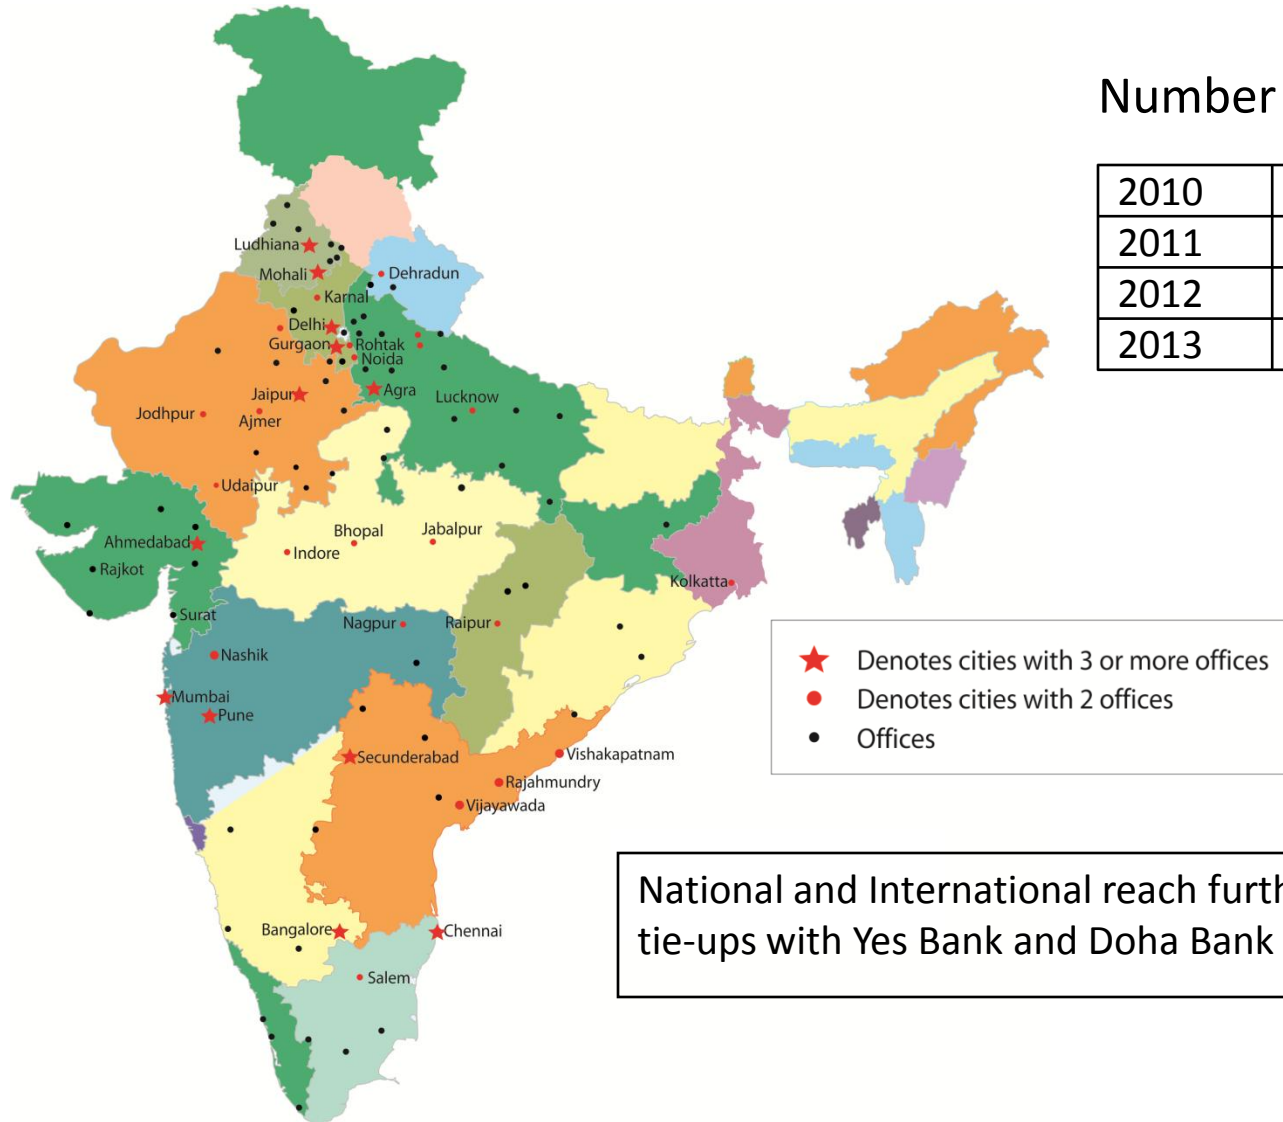 Number
2010
2011
2012
2013
Ludhiana
Mohali
Dehradun
Karnal
Delhi
Gurgaon
Rohtak
Noida
Jaipur
Agra
Jodhpur
Ajmer
Lucknow
Udaipur
Bhopal
Jabalpur
Ahmedabad
Indore
Rajkot
Kolkatta
Surat
Nagpur
Raipur
Nashik
Mumbai
Pune
Denotes cities with 3 or more offices
Denotes cities with 2 offices
Offices
Secunderabad
Vishakapatnam
Rajahmundry
Vijayawada
National and International reach furth
tie-ups with Yes Bank and Doha Bank
Bangalore
Chennai
Salem